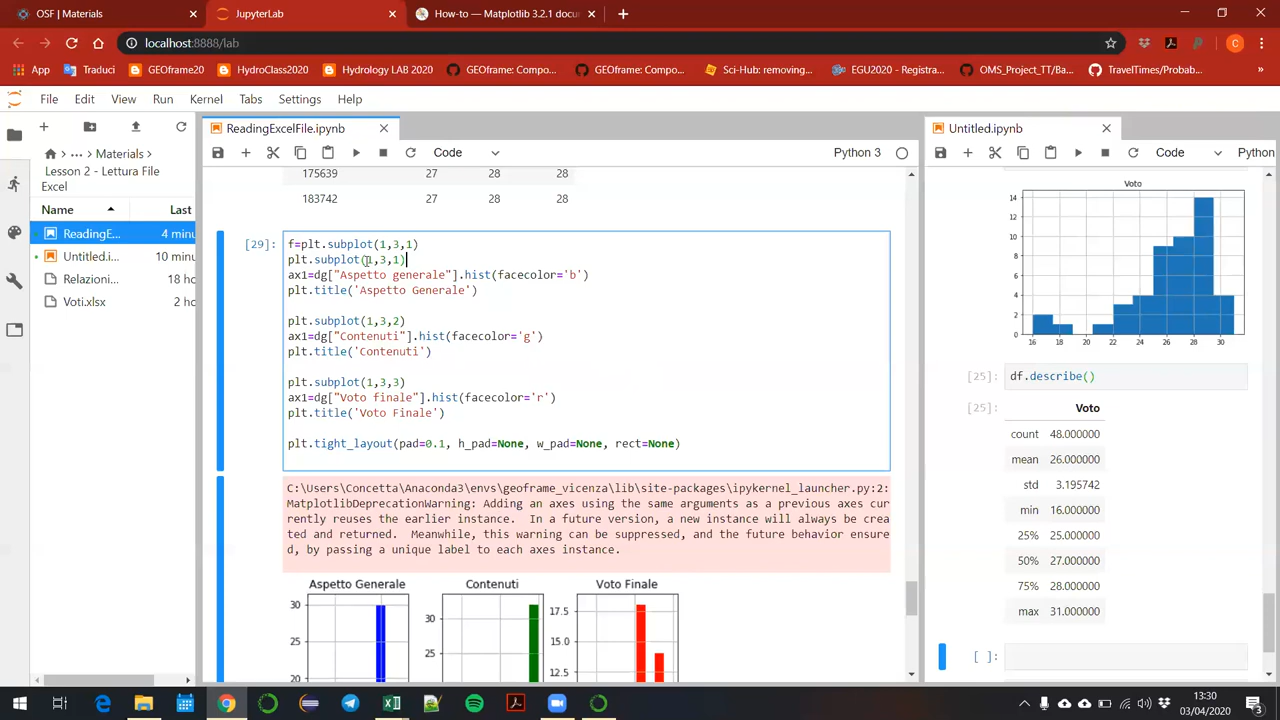 OSF | Materials
JupyterLab
How-to — Matplotlib 3.2.1 docu
localhost:8888/lab
C
App
Traduci
GEOframe20
HydroClass2020
Hydrology LAB 2020
GEOframe: Compo...
GEOframe: Compo...
Sci-Hub: removing...
EGU2020 - Registra...
OMS_Project_TT/Ba...
TravelTimes/Probab...
»
File
Edit
View
Run
Kernel
Tabs
Settings
Help
ReadingExcelFile.ipynb
Untitled.ipynb
Code
Python 3
Code
Python
... Materials
Lesson 2 - Lettura File
Excel
Name
Last
ReadingE...
4 minu
Untitled.i...
6 minu
Relazioni...
18 ho
Voti.xlsx
2 ho
175639 27 28 28
183742 27 28 28
[29]:
f=plt.subplot(1,3,1)
plt.subplot(1,3,1)
ax1=dg["Aspetto generale"].hist(facecolor='b')
plt.title('Aspetto Generale')
plt.subplot(1,3,2)
ax1=dg["Contenuti"].hist(facecolor='g')
plt.title('Contenuti')
plt.subplot(1,3,3)
ax1=dg["Voto finale"].hist(facecolor='r')
plt.title('Voto Finale')
plt.tight_layout(pad=0.1, h_pad=None, w_pad=None, rect=None)
C:\Users\Concetta\Anaconda3\envs\geoframe_vicenza\lib\site-packages\ipykernel_launcher.py:2:
MatplotlibDeprecationWarning: Adding an axes using the same arguments as a previous axes cur
rently reuses the earlier instance.  In a future version, a new instance will always be crea
ted and returned.  Meanwhile, this warning can be suppressed, and the future behavior ensure
d, by passing a unique label to each axes instance.
Aspetto Generale
30
25
20
Contenuti
30
25
Voto Finale
17.5
15.0
12.5
Voto
14
12
10
8
6
4
2
0
16 18 20 22 24 26 28 30
[25]: df.describe()
[25]:
Voto
count 48.000000
mean 26.000000
std 3.195742
min 16.000000
25% 25.000000
50% 27.000000
75% 28.000000
max 31.000000
[ ]:
13:30
03/04/2020
3